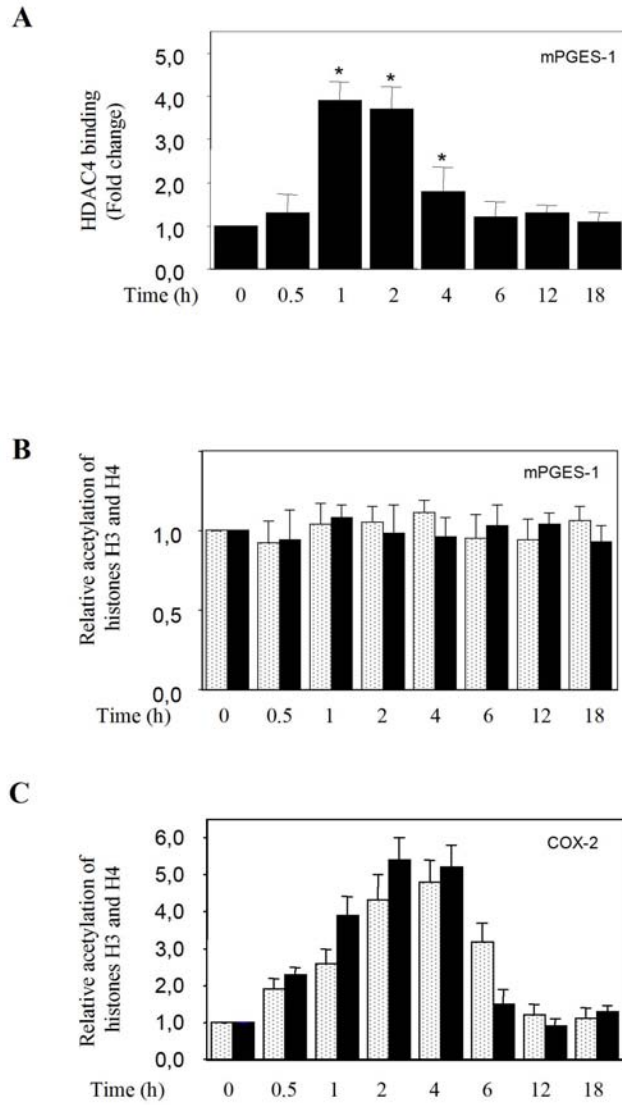 A
mPGES-1
HDAC4 binding
(Fold change)
5,0
4,0
3,0
2,0
1,0
0,0
* * *
Time (h) 0 0.5 1 2 4 6 12 18
B
mPGES-1
Relative acetylation of
histones H3 and H4
1,0
0,5
0,0
Time (h) 0 0.5 1 2 4 6 12 18
C
COX-2
Relative acetylation of
histones H3 and H4
6,0
5,0
4,0
3,0
2,0
1,0
0,0
Time (h) 0 0.5 1 2 4 6 12 18